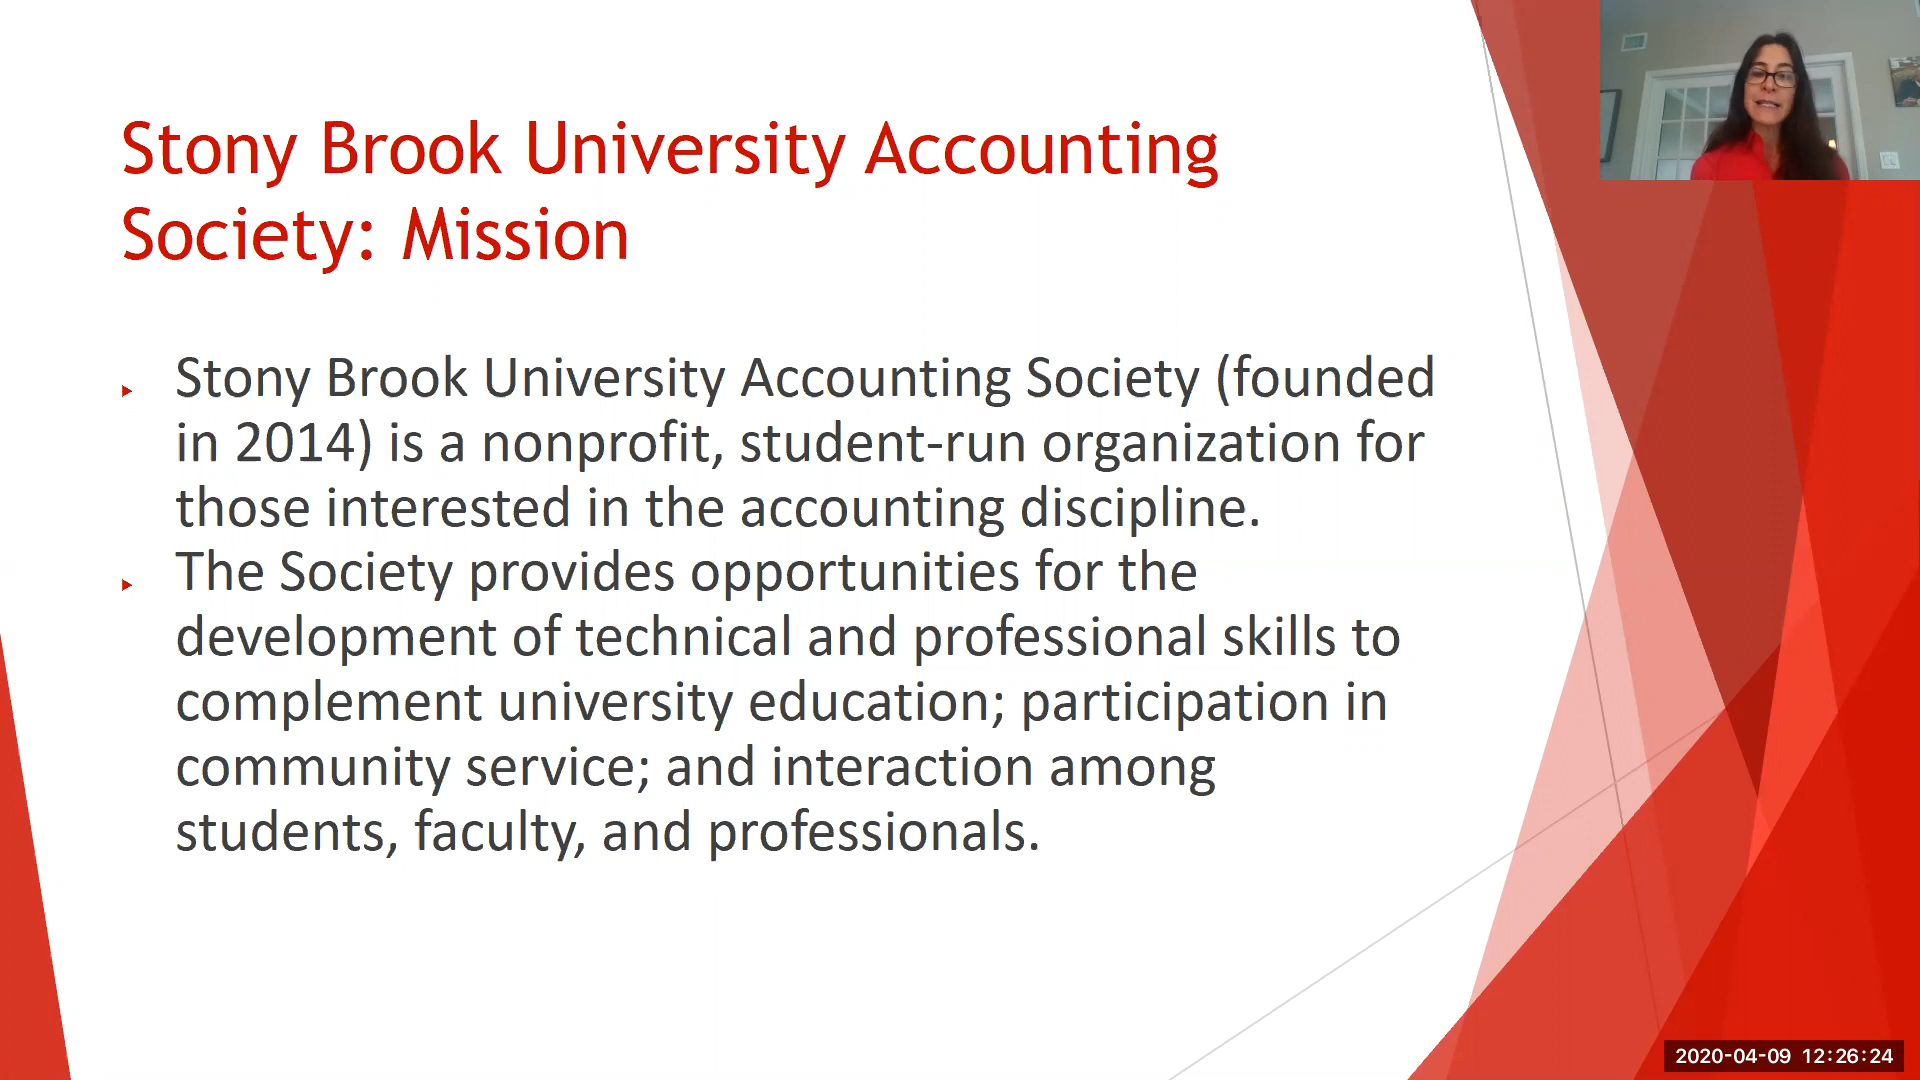 Stony Brook University Accounting
Society: Mission
Stony Brook University Accounting Society (founded
in 2014) is a nonprofit, student-run organization for
those interested in the accounting discipline.
The Society provides opportunities for the
development of technical and professional skills to
complement university education; participation in
community service; and interaction among
students, faculty, and professionals.
2020-04-09 12:26:24